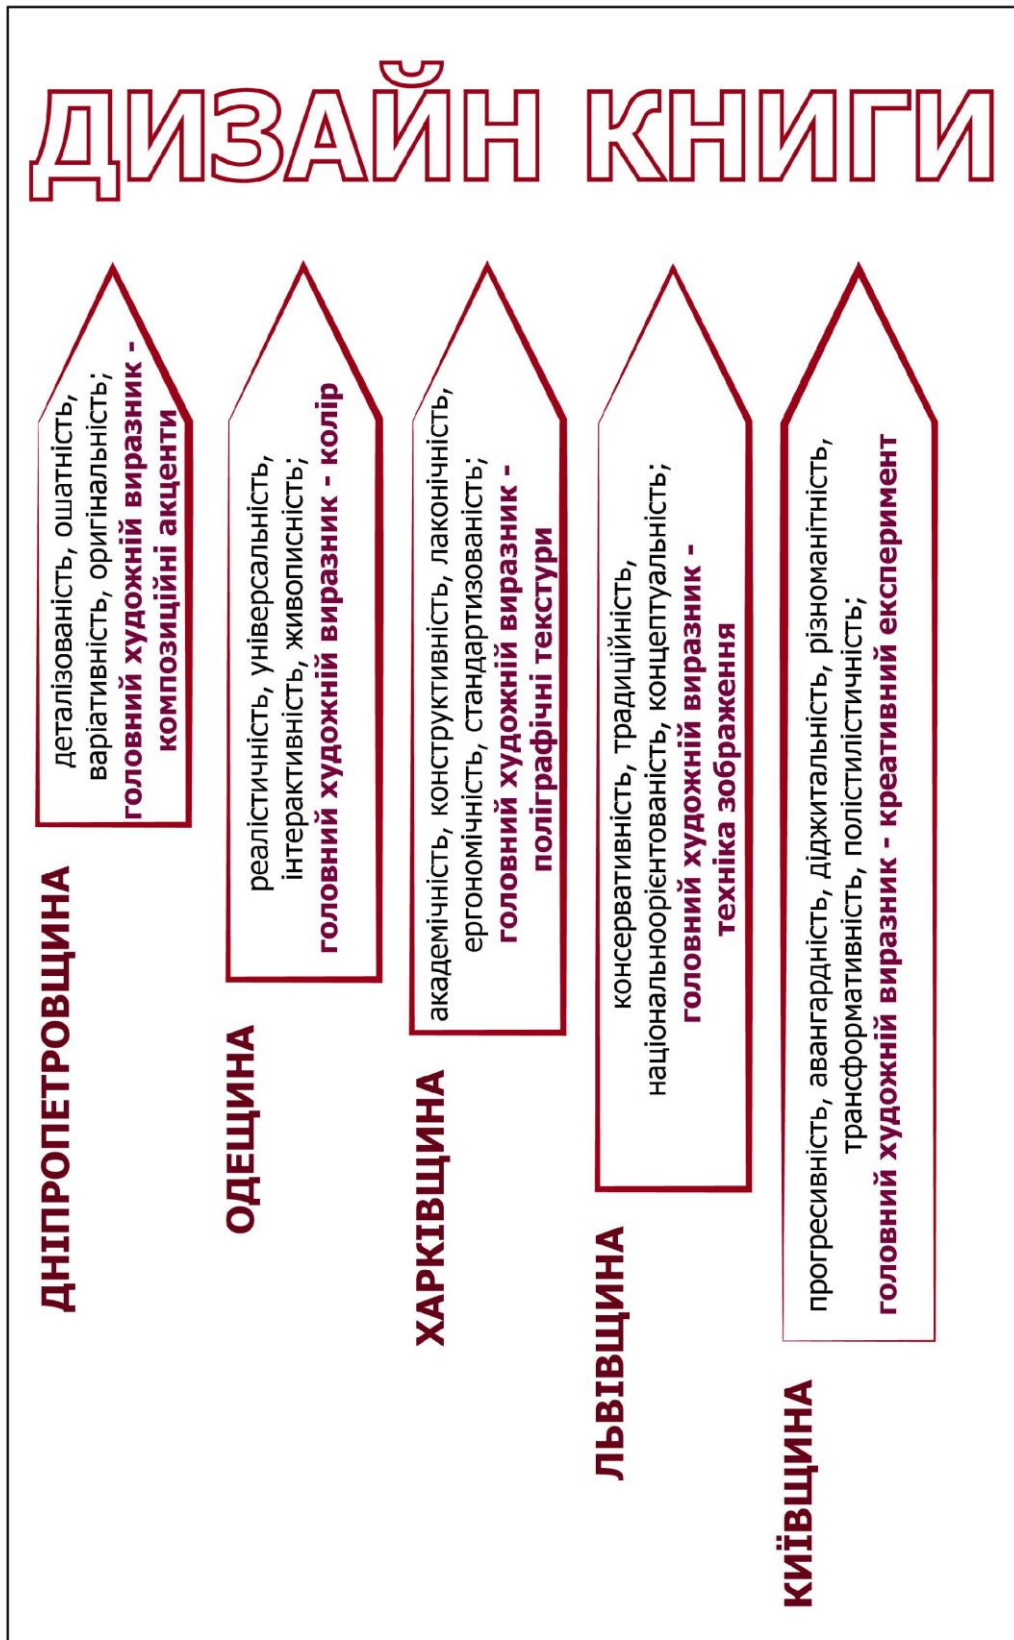 ДИЗАЙН КНИГИ
деталізованість, ошатність,
варіативність, оригінальність;
головний художній виразник -
композиційні акценти
ДНІПРОПЕТРОВЩИНА
реалістичність, універсальність,
інтерактивність, живописність;
головний художній виразник - колір
ОДЕЩИНА
академічність, конструктивність, лаконічність,
ергономічність, стандартизованість;
головний художній виразник -
поліграфічні текстури
ХАРКІВЩИНА
консервативність, традиційність,
національноорієнтованість, концептуальність;
головний художній виразник -
техніка зображення
ЛЬВІВЩИНА
прогресивність, авангардність, діджитальність, різноманітність,
трансформативність, полістилістичність;
головний художній виразник - креативний експеримент
КИЇВЩИНА